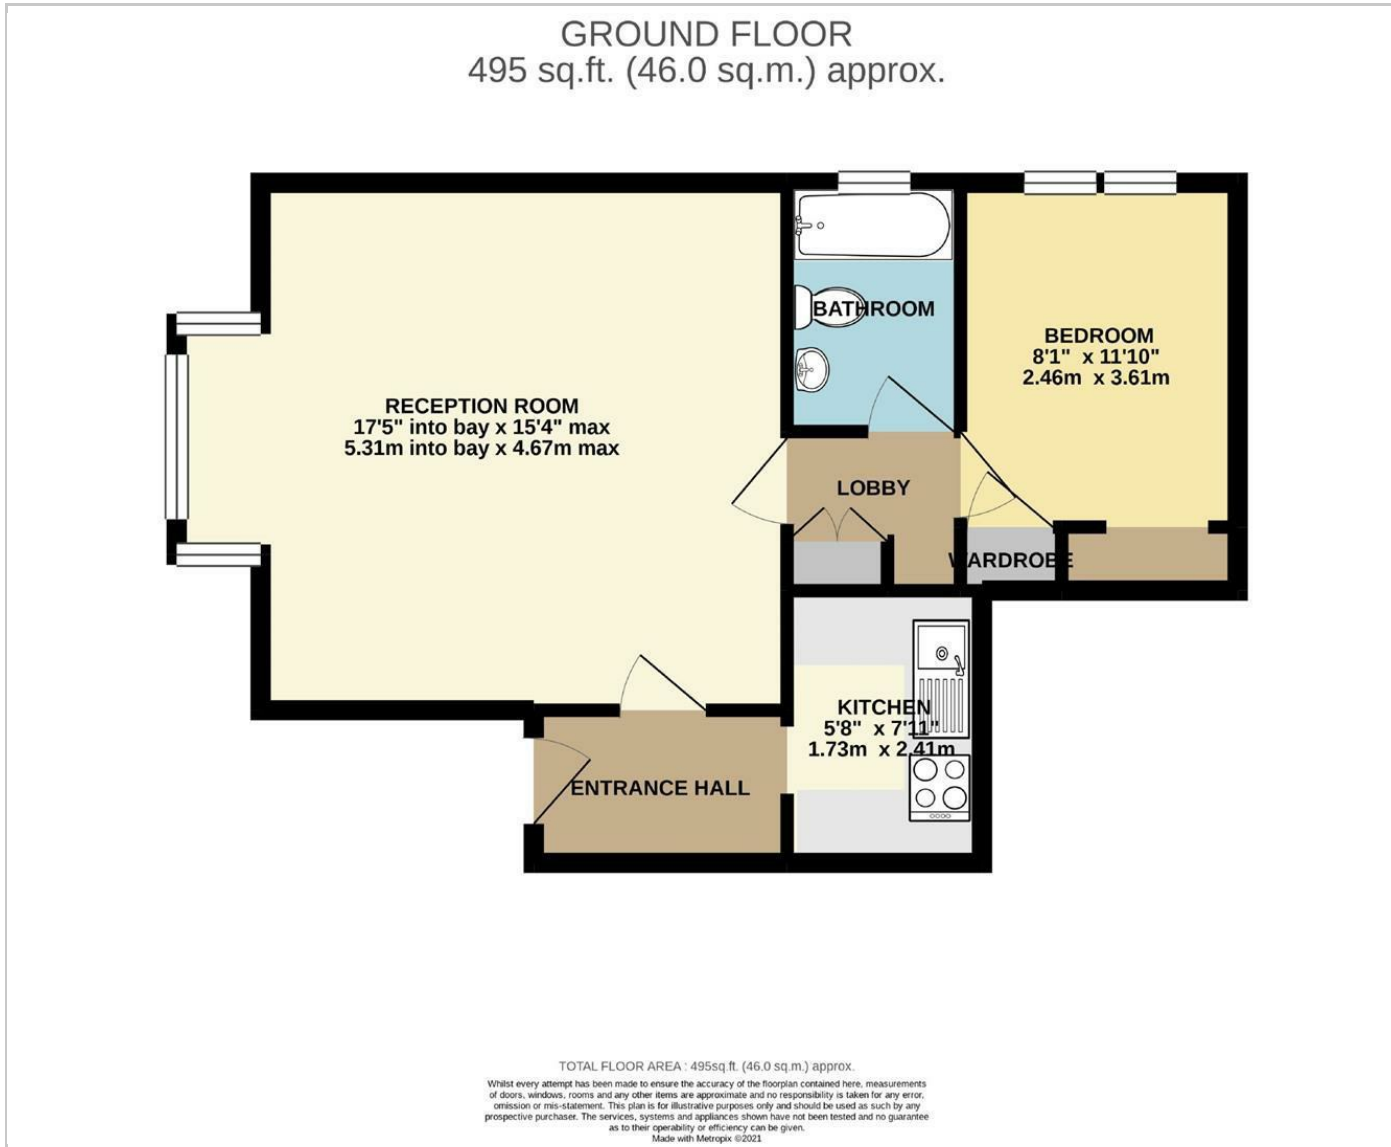 GROUND FLOOR
495 sq.ft. (46.0 sq.m.) approx.
BATHROOM
BEDROOM
8'1" x 11'10"
2.46m x 3.61m
RECEPTION ROOM
17'5" into bay x 15'4" max
5.31m into bay x 4.67m max
LOBBY
WARDROBE
KITCHEN
5'8" x 7'11"
1.73m x 2.41m
ENTRANCE HALL
TOTAL FLOOR AREA : 495sq.ft. (46.0 sq.m.) approx.
Whilst every attempt has been made to ensure the accuracy of the floorplan contained here, measurements
of doors, windows, rooms and any other items are approximate and no responsibility is taken for any error,
omission or mis-statement. This plan is for illustrative purposes only and should be used as such by any
prospective purchaser. The services, systems and appliances shown have not been tested and no guarantee
as to their operability or efficiency can be given.
Made with Metropix ©2021